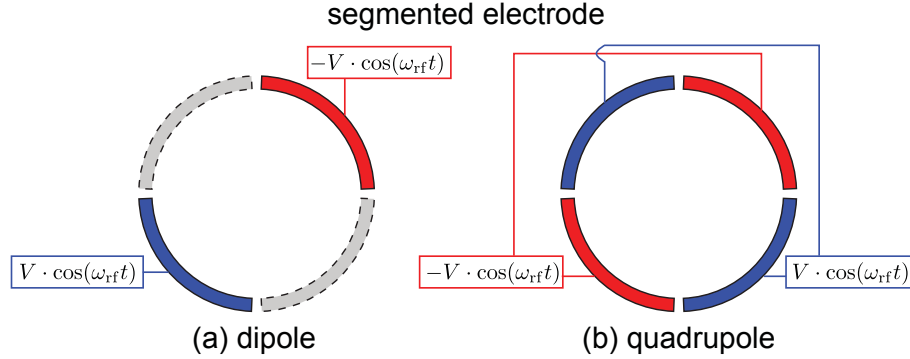 segmented electrode
−V · cos(ω_rf t)
V · cos(ω_rf t)
(a) dipole
−V · cos(ω_rf t)
V · cos(ω_rf t)
(b) quadrupole